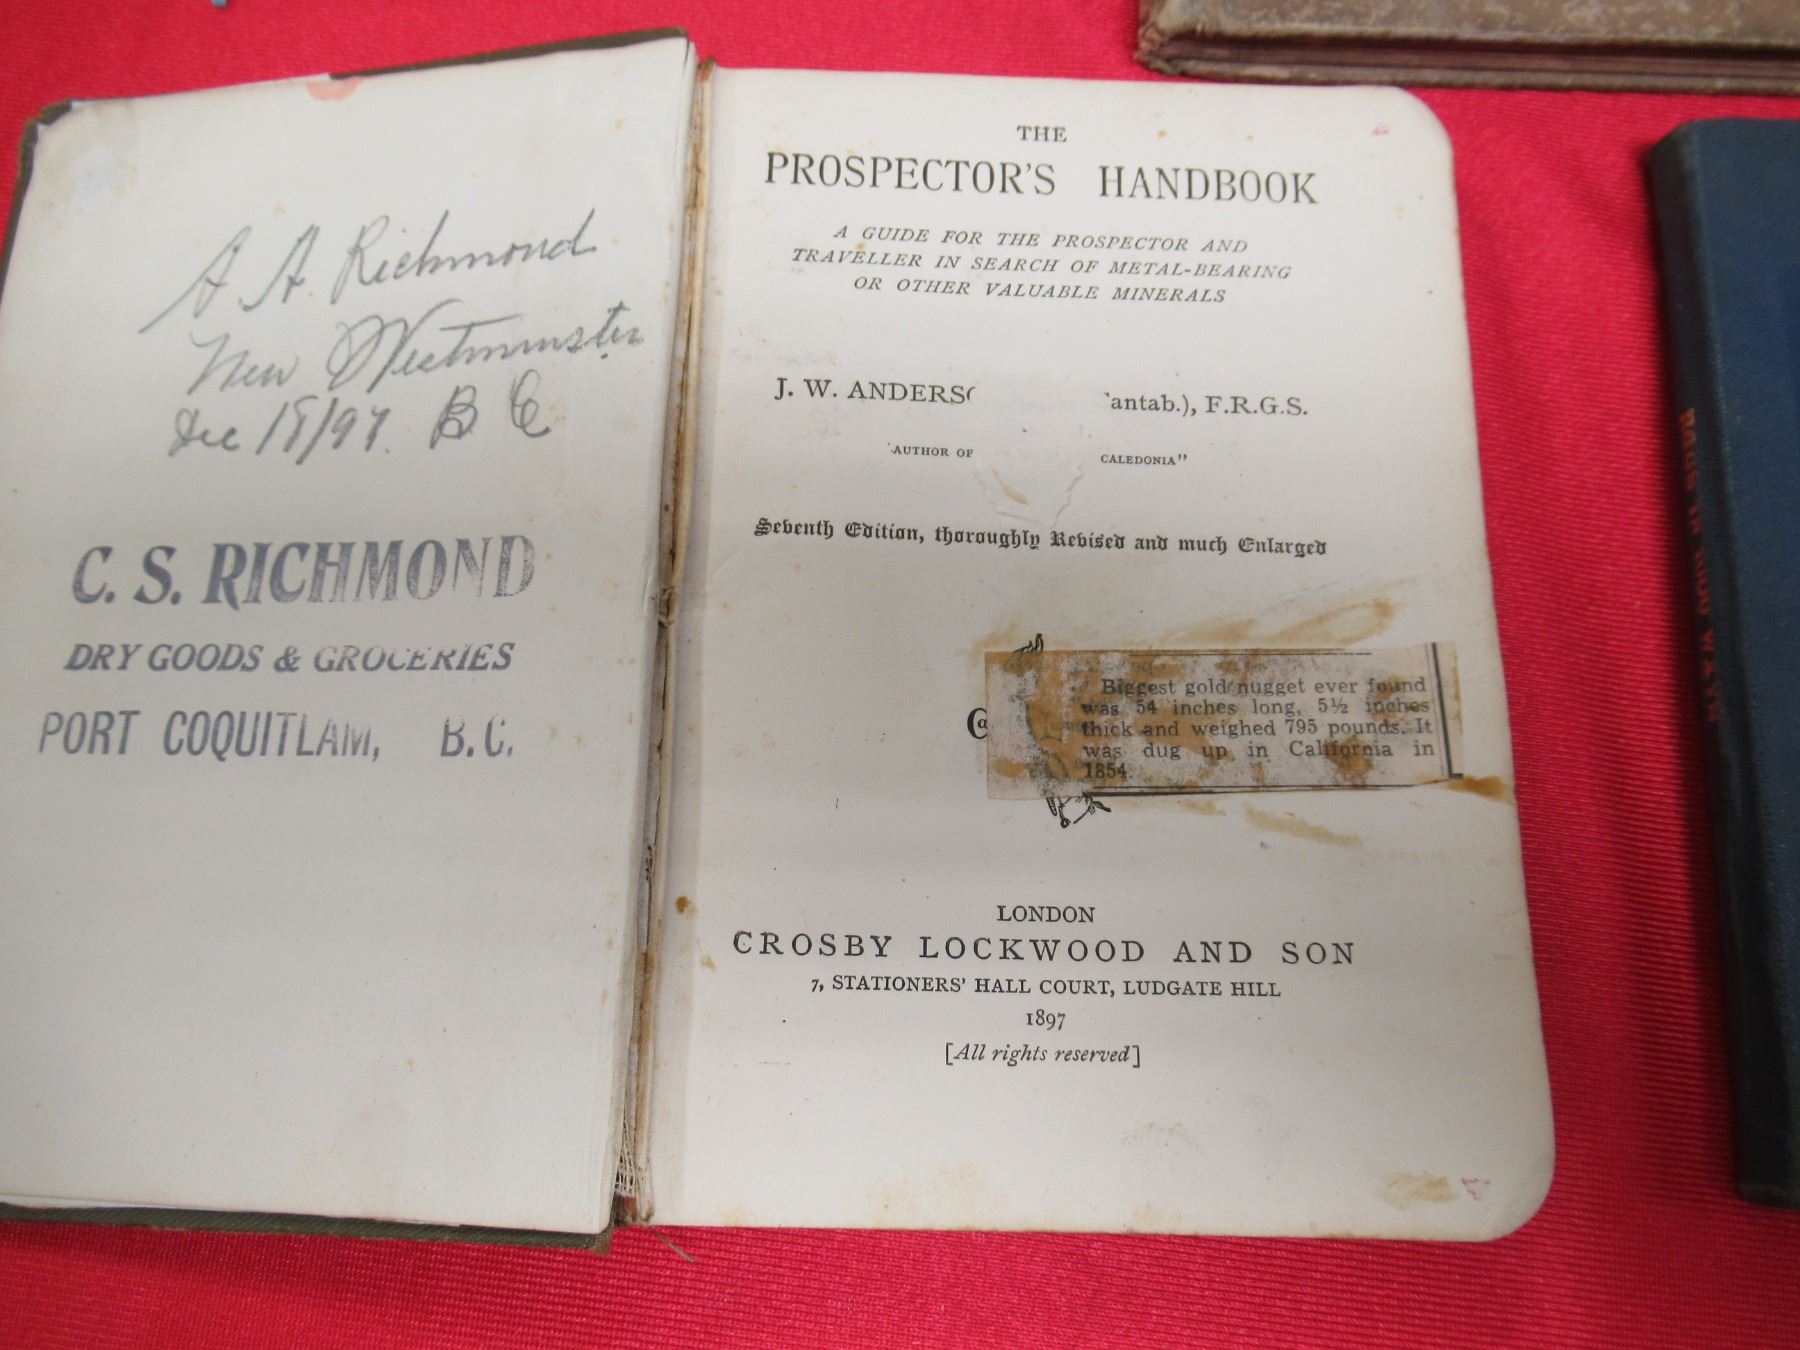 A. A. Richmond
New Westminster
Dec 18/97. B C
C. S. RICHMOND
DRY GOODS & GROCERIES
PORT COQUITLAM, B.C.
THE
PROSPECTOR'S HANDBOOK
A GUIDE FOR THE PROSPECTOR AND
TRAVELLER IN SEARCH OF METAL-BEARING
OR OTHER VALUABLE MINERALS
J. W. ANDERSO antab.), F.R.G.S.
AUTHOR OF CALEDONIA"
Seventh Edition, thoroughly Revised and much Enlarged
Biggest gold nugget ever found
was 54 inches long, 5½ inches
thick and weighed 795 pounds. It
was dug up in California in
1854.
LONDON
CROSBY LOCKWOOD AND SON
7, STATIONERS' HALL COURT, LUDGATE HILL
1897
[All rights reserved]